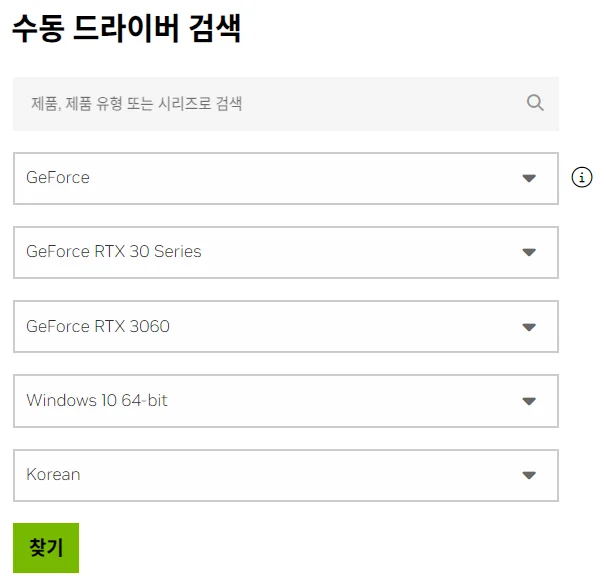 수동 드라이버 검색
제품, 제품 유형 또는 시리즈로 검색
GeForce
GeForce RTX 30 Series
GeForce RTX 3060
Windows 10 64-bit
Korean
찾기